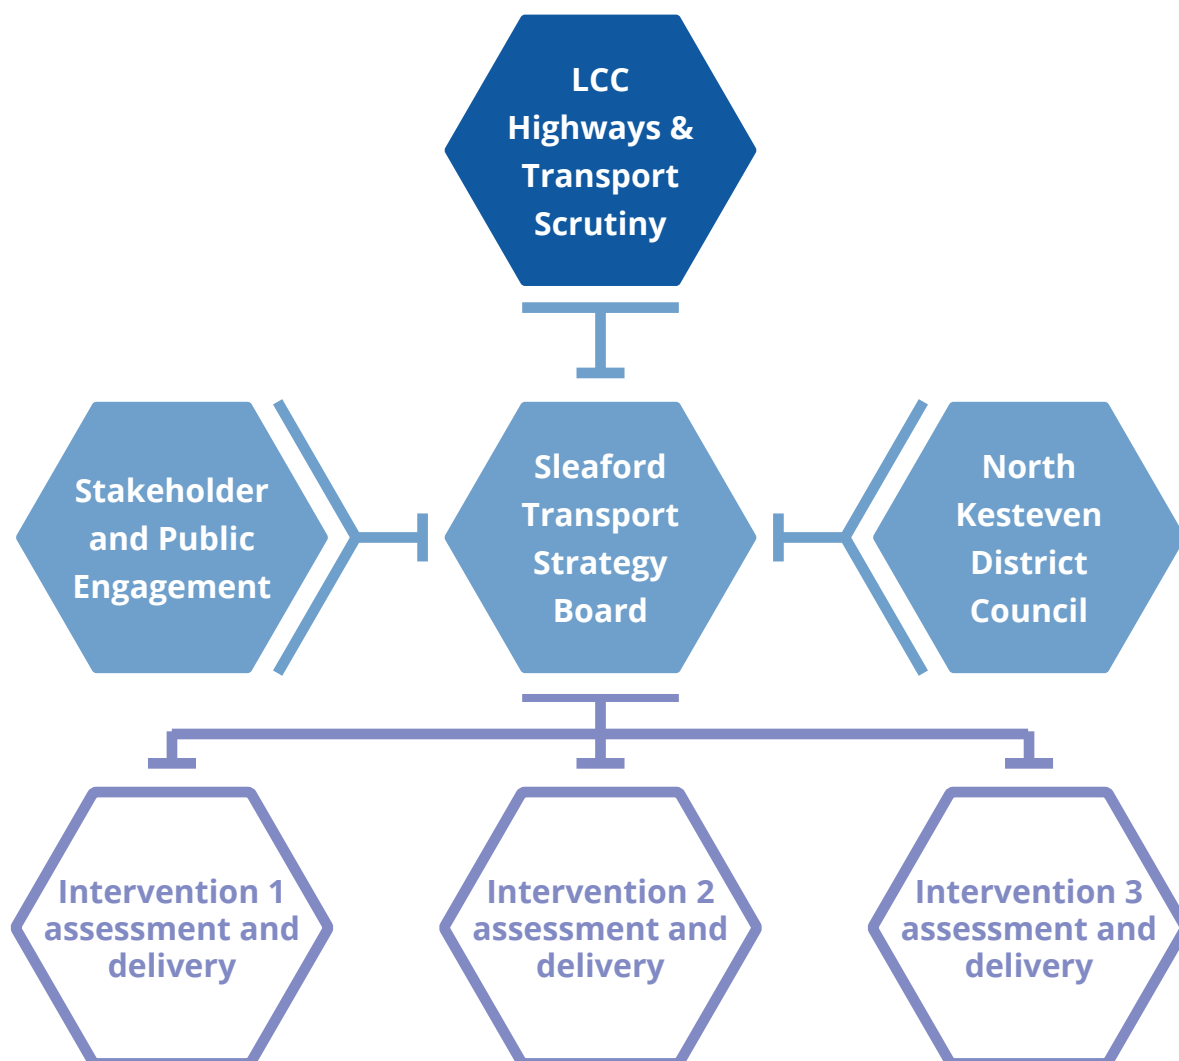 LCC
Highways &
Transport
Scrutiny
Stakeholder
and Public
Engagement
Sleaford
Transport
Strategy
Board
North
Kesteven
District
Council
Intervention 1
assessment and
delivery
Intervention 2
assessment and
delivery
Intervention 3
assessment and
delivery